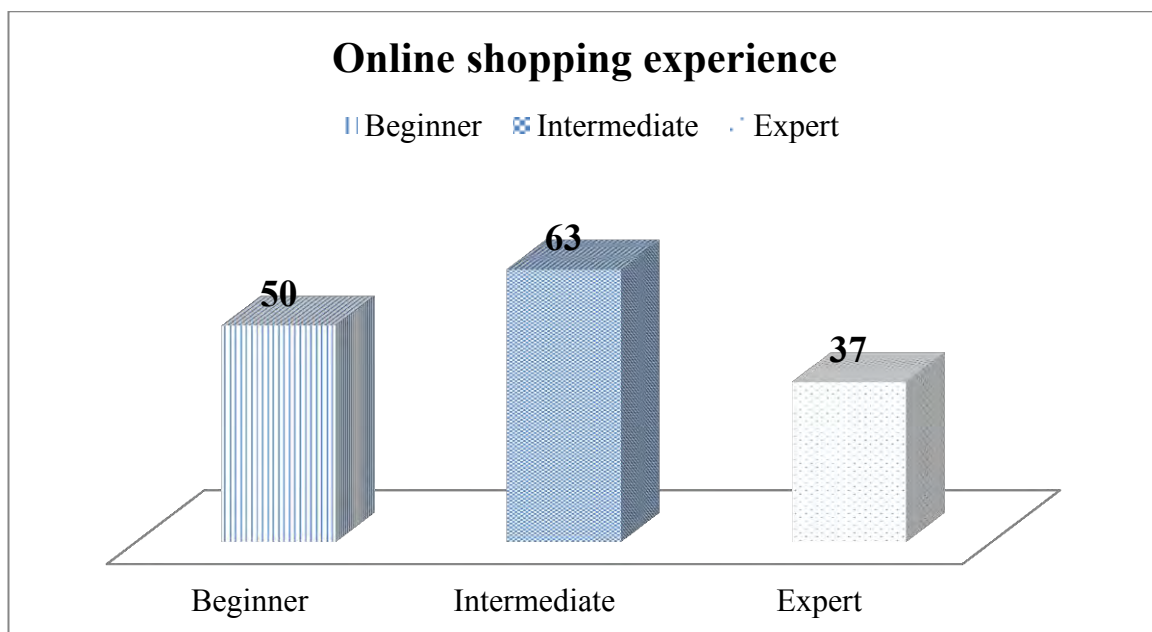 Online shopping experience
Beginner Intermediate Expert
63
50
37
Beginner Intermediate Expert